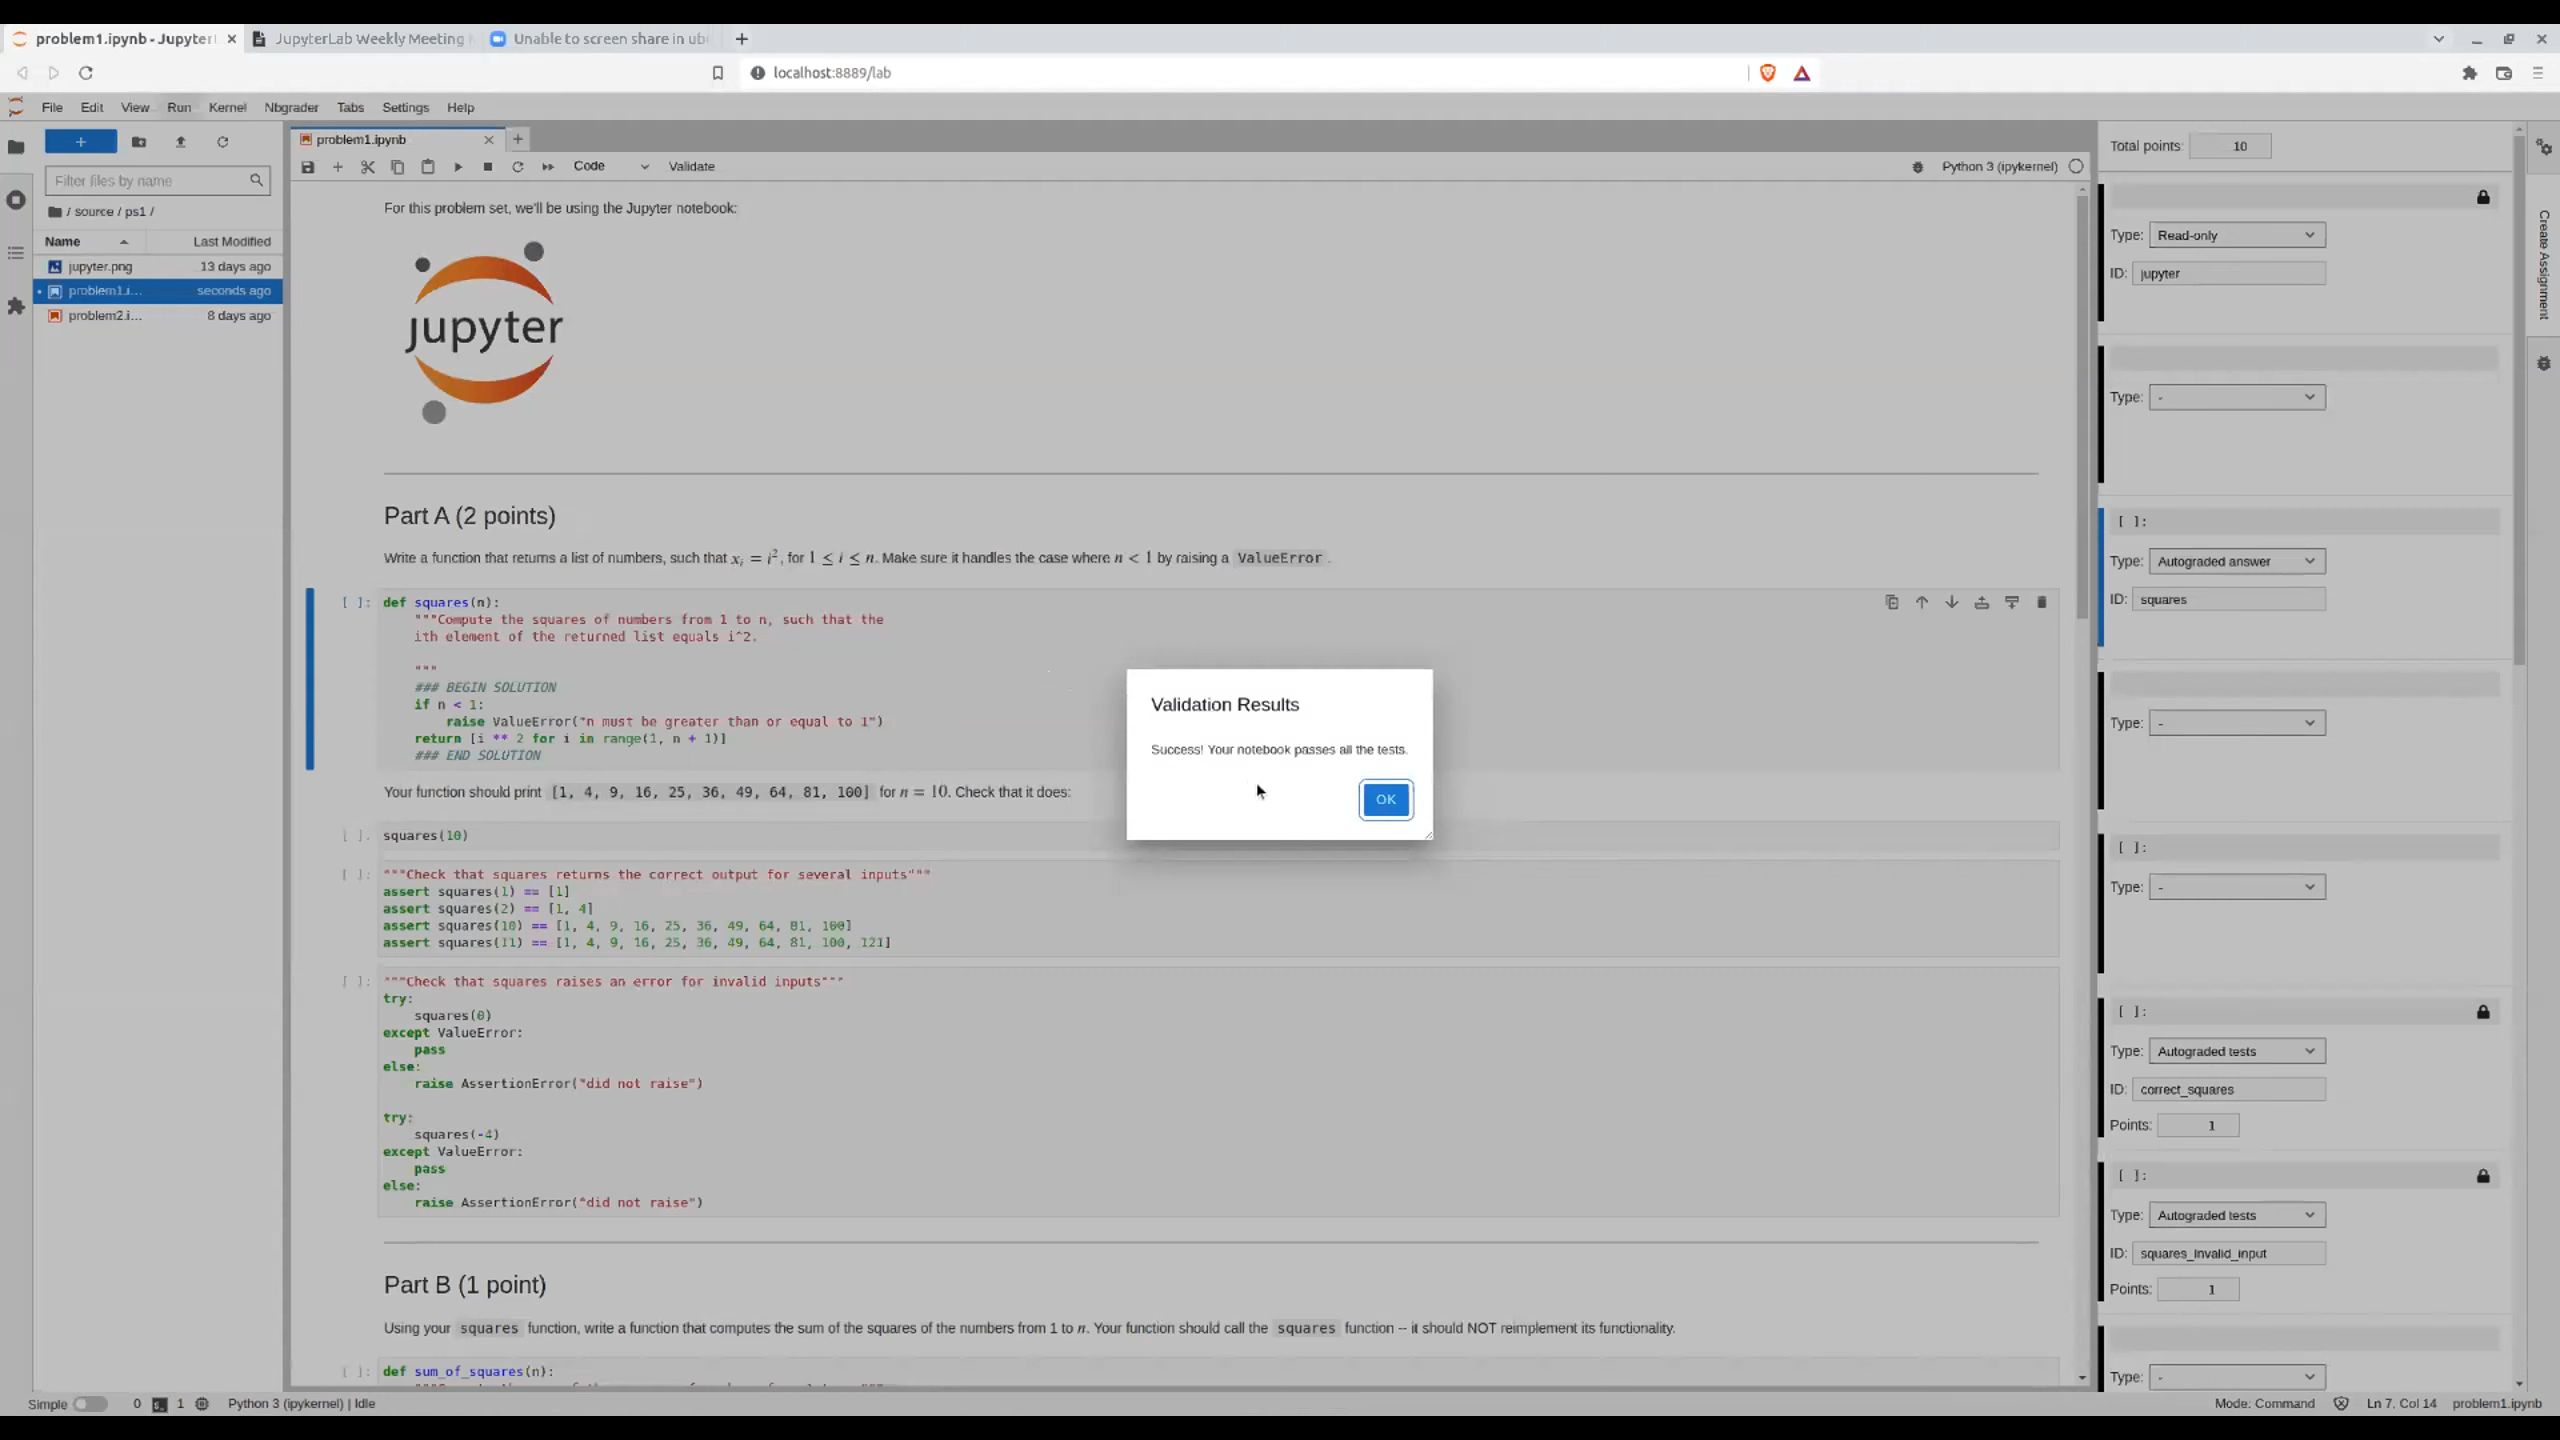 problem1.ipynb - Jupyter
JupyterLab Weekly Meeting
Unable to screen share in ub
localhost:8889/lab
File Edit View Run Kernel Nbgrader Tabs Settings Help
Filter files by name
/ source / ps1 /
Name Last Modified
jupyter.png 13 days ago
problem1.i... seconds ago
problem2.i... 8 days ago
problem1.ipynb
Code Validate Python 3 (ipykernel)
For this problem set, we'll be using the Jupyter notebook:
jupyter
Part A (2 points)
Write a function that returns a list of numbers, such that xᵢ = i², for 1 ≤ i ≤ n. Make sure it handles the case where n < 1 by raising a ValueError .
[ ]: def squares(n):
"""Compute the squares of numbers from 1 to n, such that the
ith element of the returned list equals i^2.
"""
### BEGIN SOLUTION
if n < 1:
raise ValueError("n must be greater than or equal to 1")
return [i ** 2 for i in range(1, n + 1)]
### END SOLUTION
Your function should print [1, 4, 9, 16, 25, 36, 49, 64, 81, 100] for n = 10. Check that it does:
[ ]: squares(10)
[ ]: """Check that squares returns the correct output for several inputs"""
assert squares(1) == [1]
assert squares(2) == [1, 4]
assert squares(10) == [1, 4, 9, 16, 25, 36, 49, 64, 81, 100]
assert squares(11) == [1, 4, 9, 16, 25, 36, 49, 64, 81, 100, 121]
[ ]: """Check that squares raises an error for invalid inputs"""
try:
squares(0)
except ValueError:
pass
else:
raise AssertionError("did not raise")
try:
squares(-4)
except ValueError:
pass
else:
raise AssertionError("did not raise")
Part B (1 point)
Using your squares function, write a function that computes the sum of the squares of the numbers from 1 to n. Your function should call the squares function -- it should NOT reimplement its functionality.
[ ]: def sum_of_squares(n):
Validation Results
Success! Your notebook passes all the tests.
OK
Total points: 10
Type: Read-only
ID: jupyter
Type: -
[ ]:
Type: Autograded answer
ID: squares
Type: -
[ ]:
Type: -
[ ]:
Type: Autograded tests
ID: correct_squares
Points: 1
[ ]:
Type: Autograded tests
ID: squares_invalid_input
Points: 1
Type: -
Create Assignment
Simple 0 1 Python 3 (ipykernel) | Idle
Mode: Command Ln 7, Col 14 problem1.ipynb